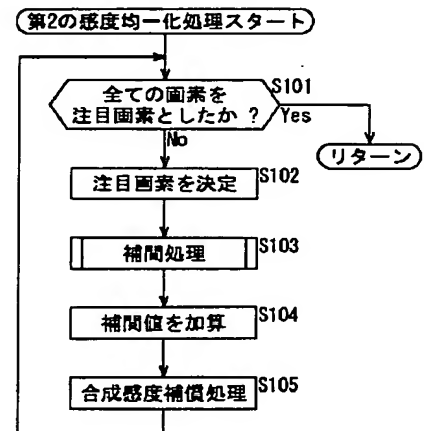 第2の感度均一化処理スタート
全ての画素を
注目画素としたか ?
S101
Yes
No
リターン
注目画素を決定
S102
補間処理
S103
補間値を加算
S104
合成感度補償処理
S105